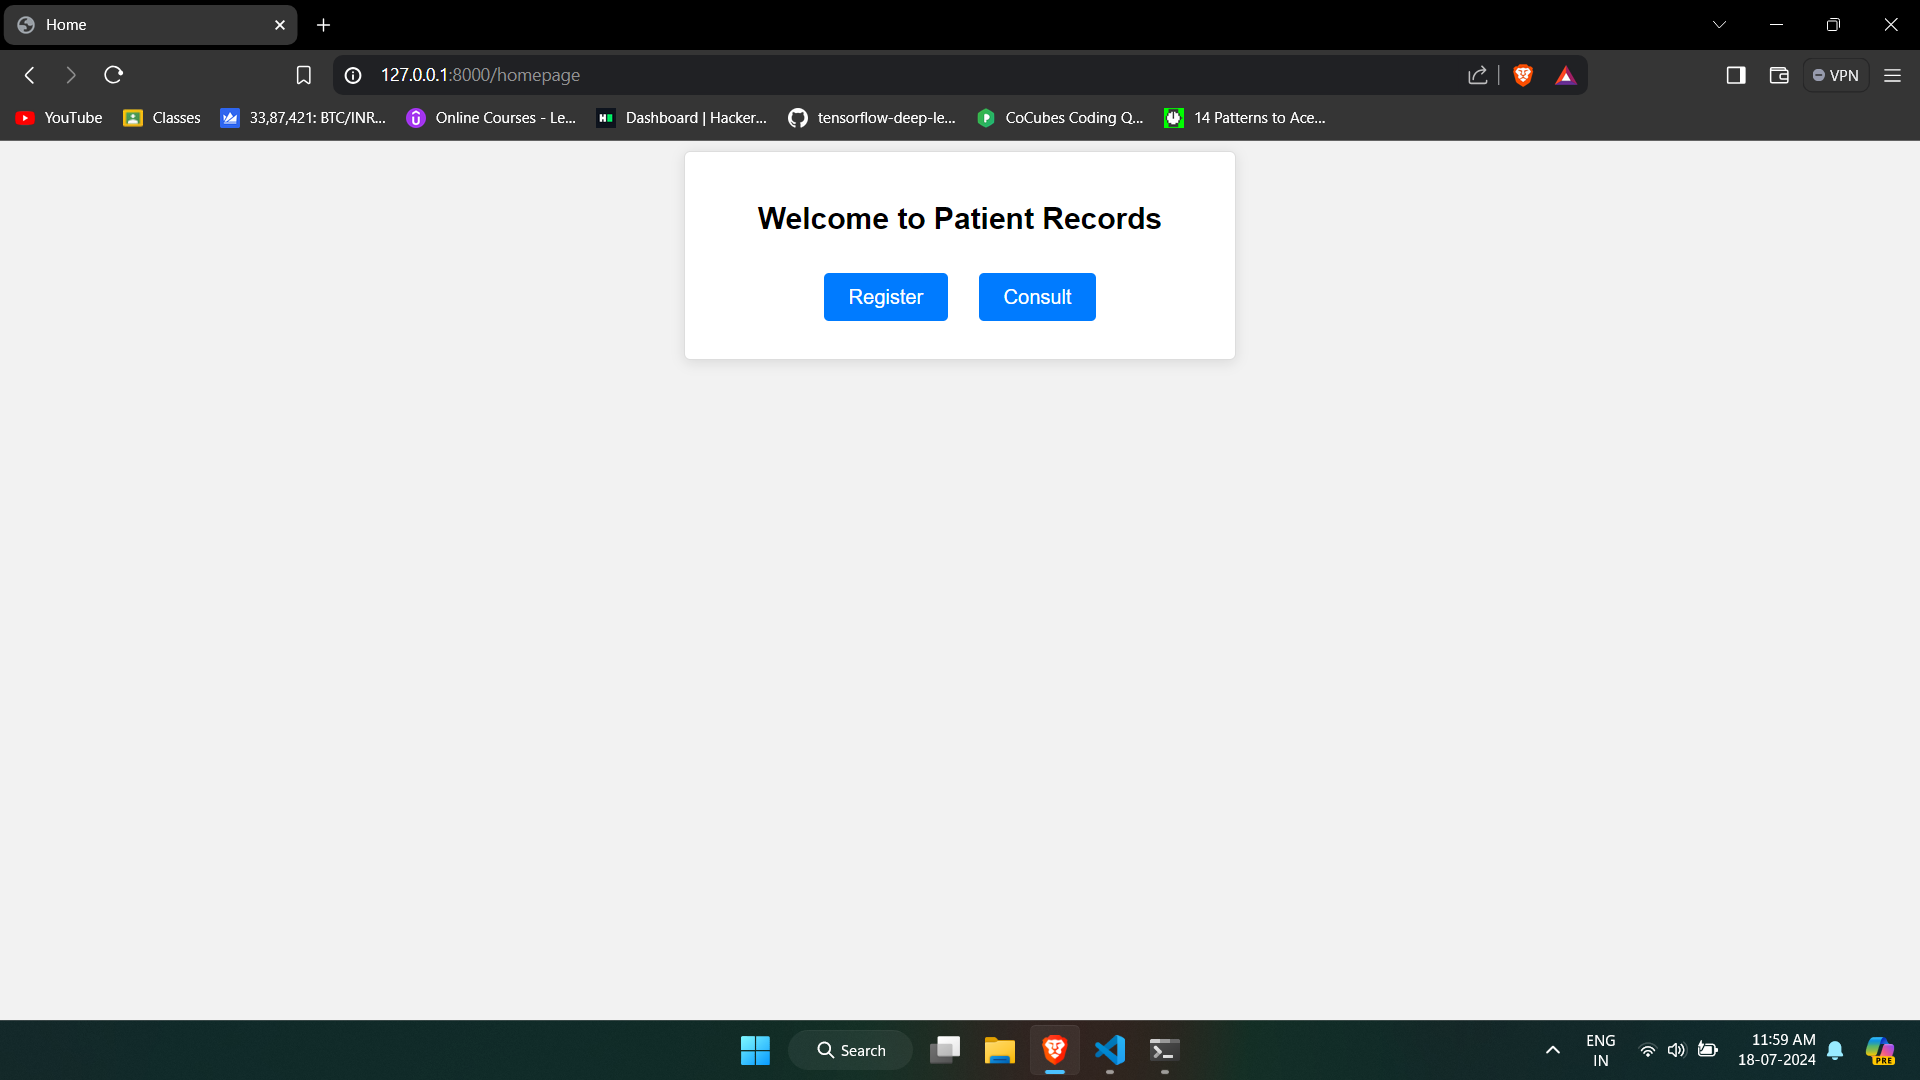 Home
127.0.0.1:8000/homepage
VPN
YouTube
Classes
33,87,421: BTC/INR...
Online Courses - Le...
Dashboard | Hacker...
tensorflow-deep-le...
CoCubes Coding Q...
14 Patterns to Ace...
Welcome to Patient Records
Register
Consult
Search
ENG
IN
11:59 AM
18-07-2024
PRE